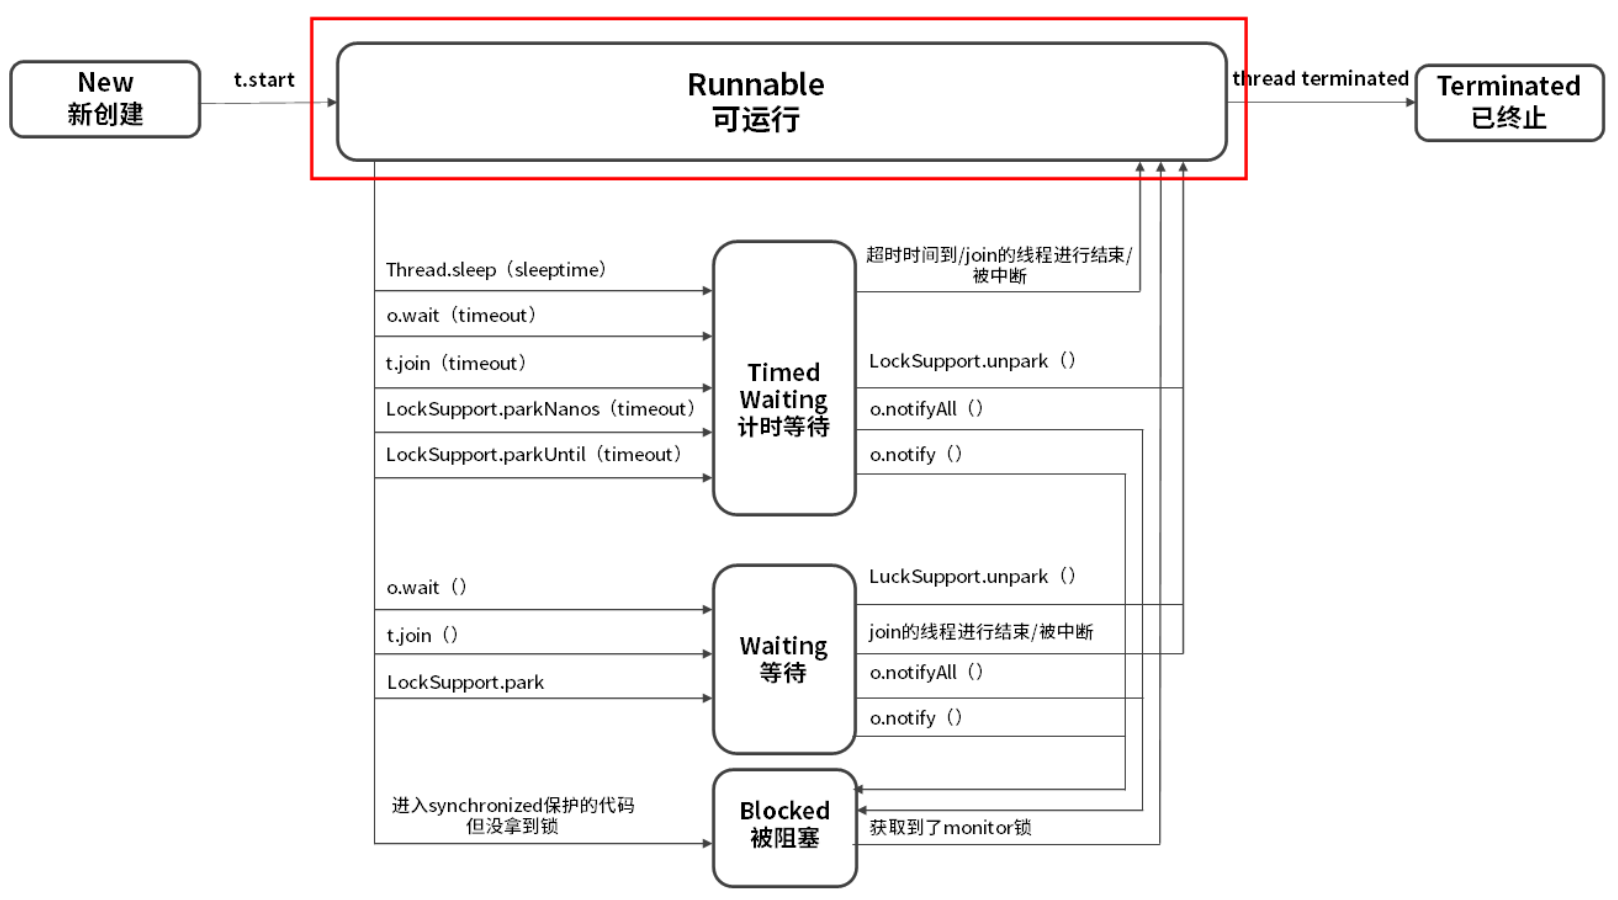 New
新创建
t.start
Runnable
可运行
thread terminated
Terminated
已终止
Thread.sleep（sleeptime）
o.wait（timeout）
t.join（timeout）
LockSupport.parkNanos（timeout）
LockSupport.parkUntil（timeout）
Timed
Waiting
计时等待
超时时间到/join的线程进行结束/
被中断
LockSupport.unpark（）
o.notifyAll（）
o.notify（）
o.wait（）
t.join（）
LockSupport.park
Waiting
等待
LuckSupport.unpark（）
join的线程进行结束/被中断
o.notifyAll（）
o.notify（）
进入synchronized保护的代码
但没拿到锁
Blocked
被阻塞
获取到了monitor锁